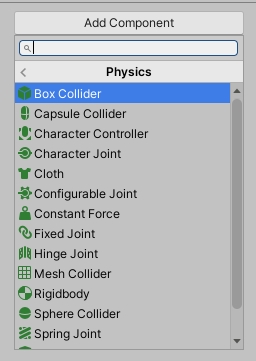 Add Component
Physics
Box Collider
Capsule Collider
Character Controller
Character Joint
Cloth
Configurable Joint
Constant Force
Fixed Joint
Hinge Joint
Mesh Collider
Rigidbody
Sphere Collider
Spring Joint